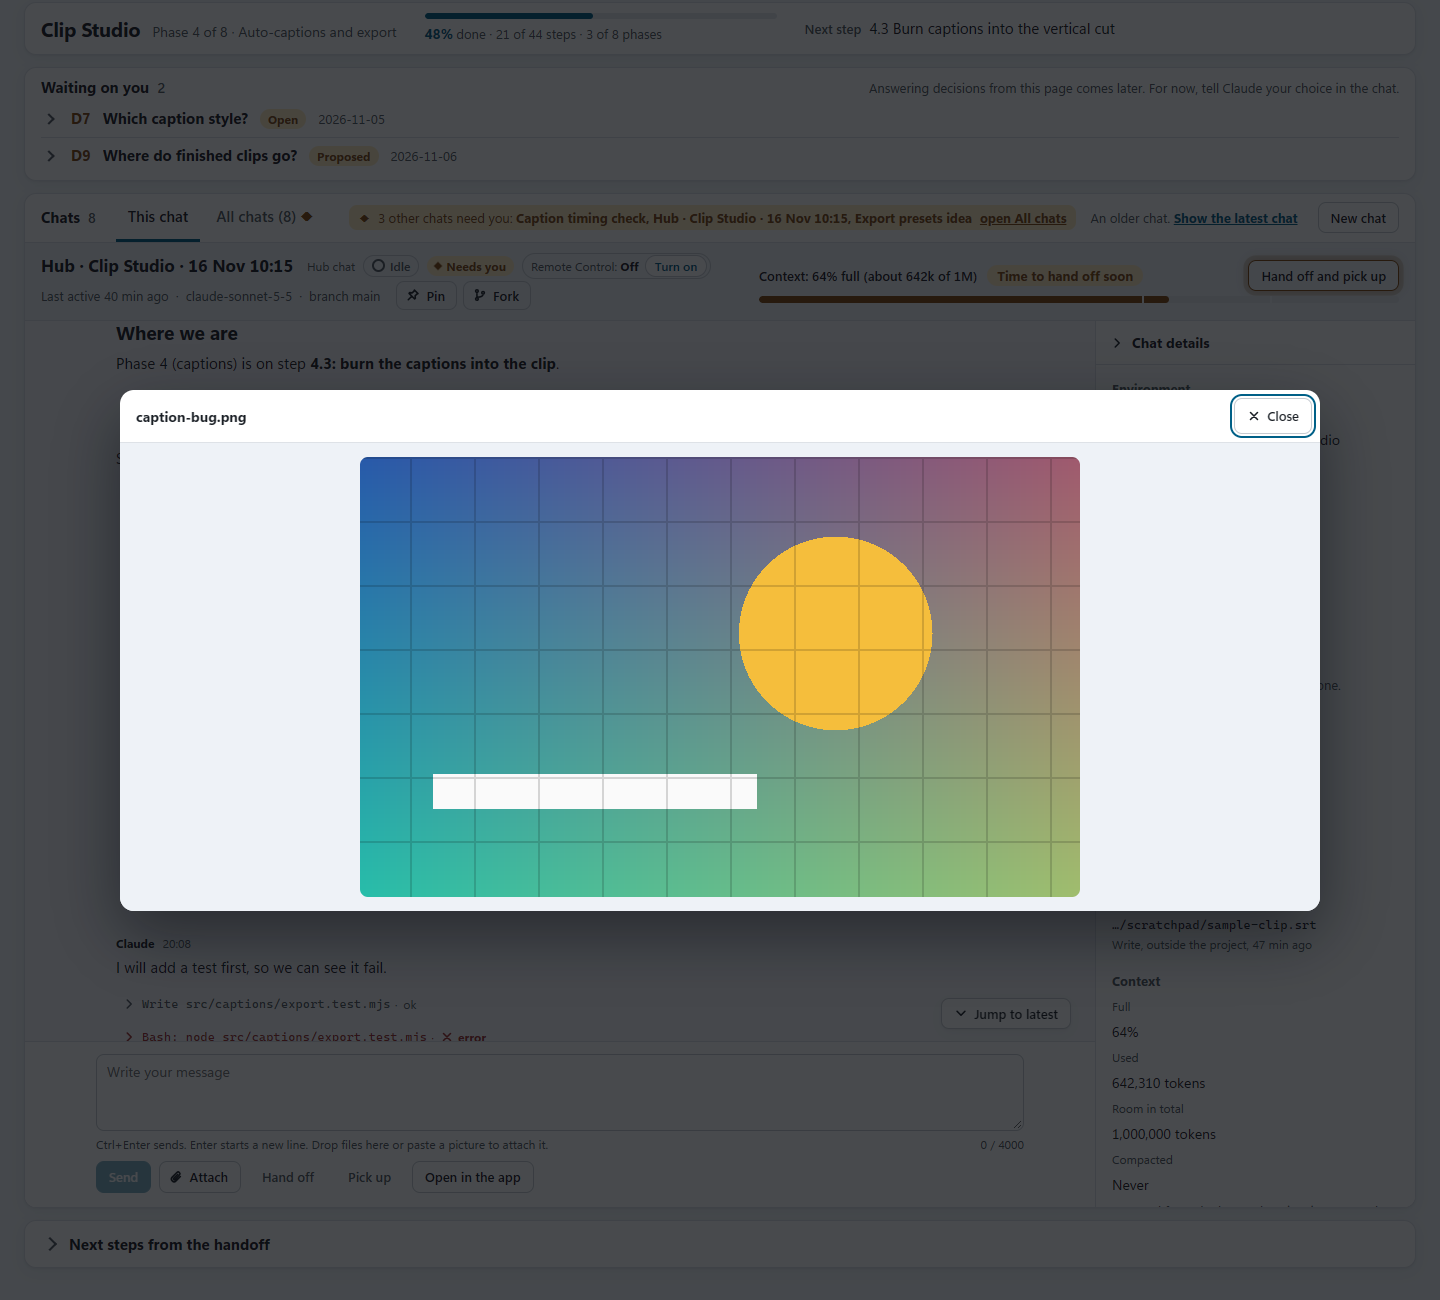 Clip Studio Phase 4 of 8 · Auto-captions and export
48% done · 21 of 44 steps · 3 of 8 phases
Next step 4.3 Burn captions into the vertical cut
Waiting on you 2
Answering decisions from this page comes later. For now, tell Claude your choice in the chat.
D7 Which caption style? Open 2026-11-05
D9 Where do finished clips go? Proposed 2026-11-06
Chats 8 This chat All chats (8) 3 other chats need you: Caption timing check, Hub · Clip Studio · 16 Nov 10:15, Export presets idea open All chats An older chat. Show the latest chat New chat
Hub · Clip Studio · 16 Nov 10:15 Hub chat Idle Needs you Remote Control: Off Turn on
Last active 40 min ago · claude-sonnet-5-5 · branch main Pin Fork
Context: 64% full (about 642k of 1M) Time to hand off soon
Hand off and pick up
Where we are
Phase 4 (captions) is on step 4.3: burn the captions into the clip.
Chat details
Environment
caption-bug.png
Close
Claude 20:08
I will add a test first, so we can see it fail.
Write src/captions/export.test.mjs · ok
Bash: node src/captions/export.test.mjs · error
Jump to latest
…/scratchpad/sample-clip.srt
Write, outside the project, 47 min ago
Context
Full
64%
Used
642,310 tokens
Room in total
1,000,000 tokens
Compacted
Never
Write your message
Ctrl+Enter sends. Enter starts a new line. Drop files here or paste a picture to attach it.
0 / 4000
Send Attach Hand off Pick up Open in the app
Next steps from the handoff